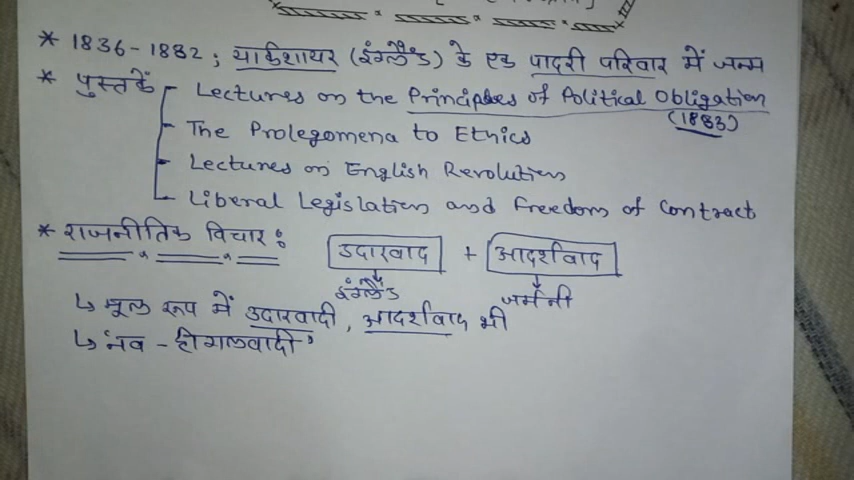 * 1836-1882; यार्कशायर (इंग्लैंड) के एक पादरी परिवार में जन्म
* पुस्तकें
Lectures on the Principles of Political Obligation
(1883)
- The Prolegomena to Ethics
- Lectures on English Revolution
- Liberal Legislation and Freedom of Contract
* राजनीतिक विचार :
उदारवाद + आदर्शवाद
इंग्लैंड जर्मनी
↳ मूल रूप में उदारवादी, आदर्शवाद भी
↳ 'नव - हीगलवादी'